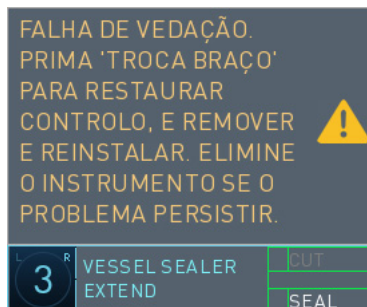 FALHA DE VEDAÇÃO.
PRIMA 'TROCA BRAÇO'
PARA RESTAURAR
CONTROLO, E REMOVER
E REINSTALAR. ELIMINE
O INSTRUMENTO SE O
PROBLEMA PERSISTIR.
L R
3
VESSEL SEALER
EXTEND
CUT
SEAL